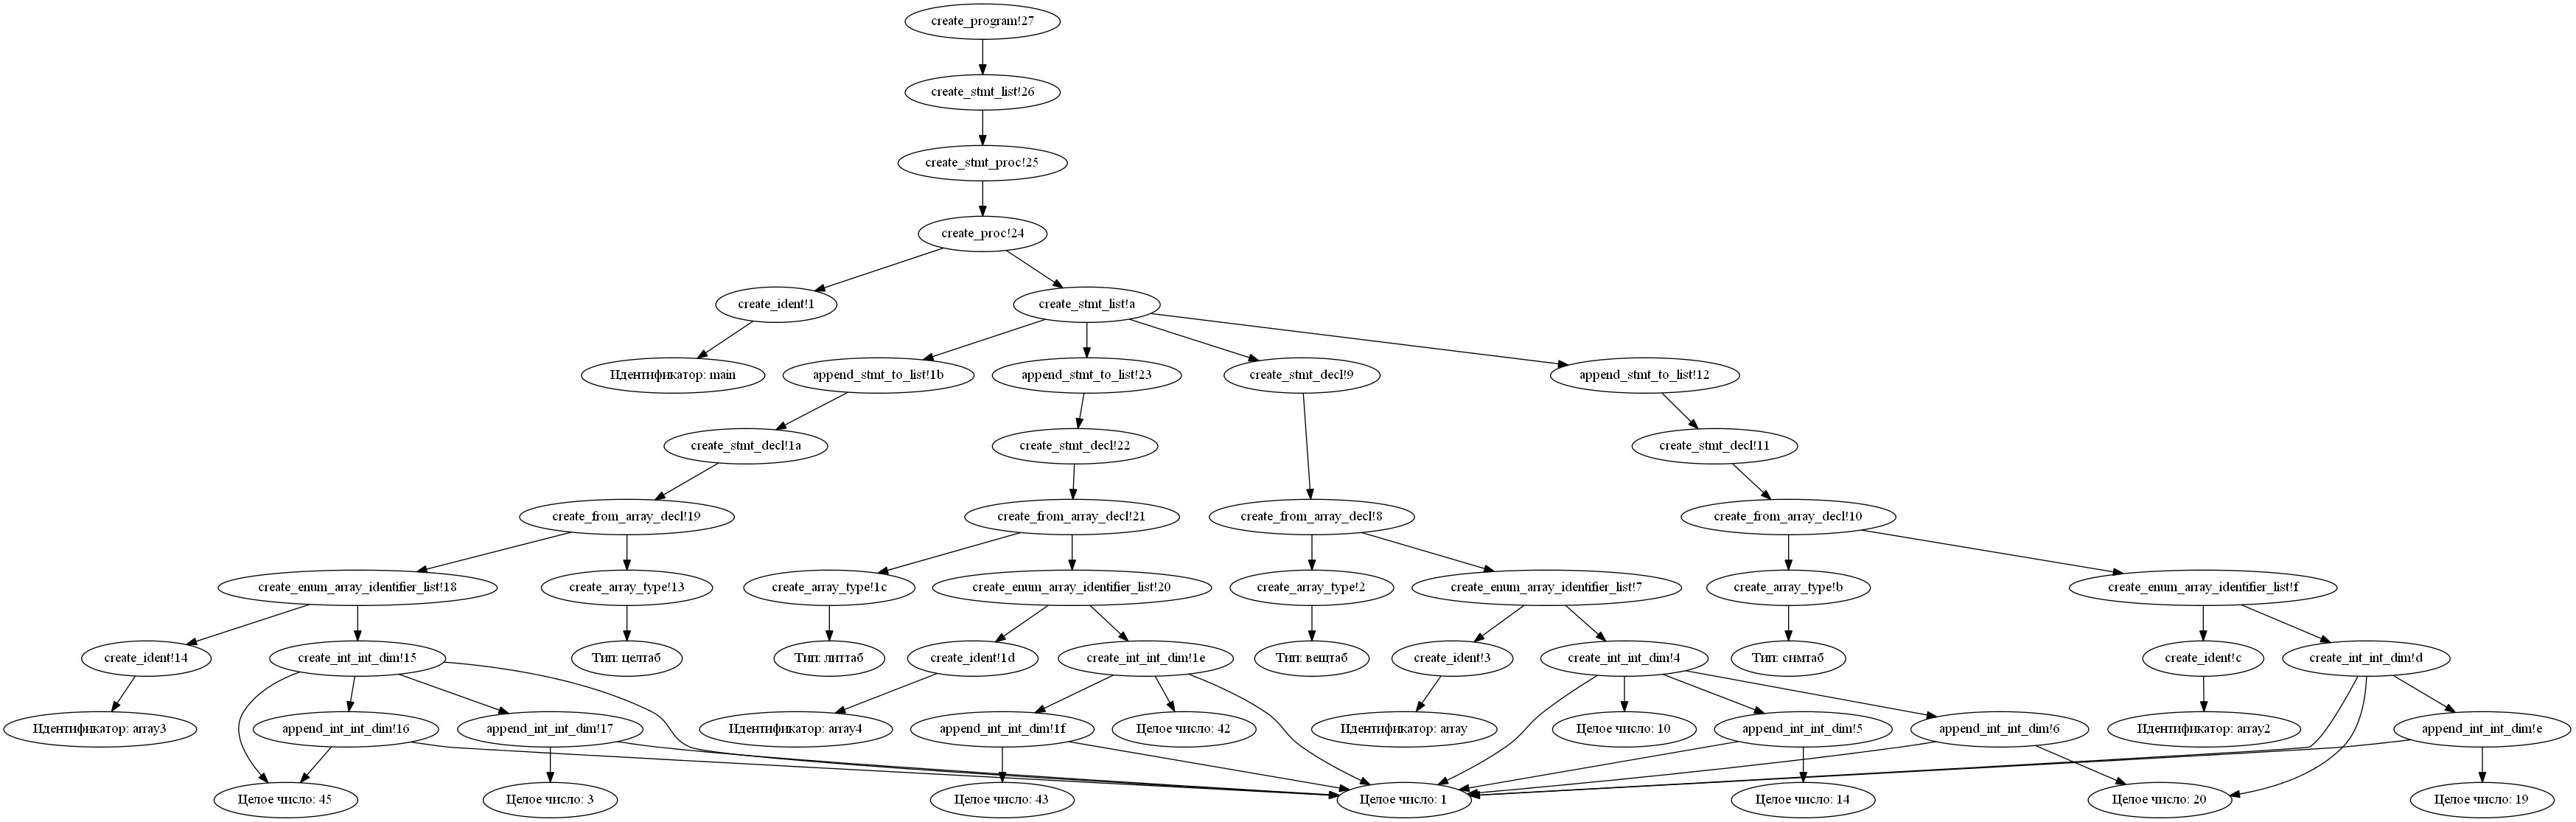 create_program!27
create_stmt_list!26
create_stmt_proc!25
create_proc!24
create_ident!1
create_stmt_list!a
Идентификатор: main
append_stmt_to_list!1b
append_stmt_to_list!23
create_stmt_decl!9
append_stmt_to_list!12
create_stmt_decl!1a
create_stmt_decl!22
create_stmt_decl!11
create_from_array_decl!19
create_from_array_decl!21
create_from_array_decl!8
create_from_array_decl!10
create_enum_array_identifier_list!18
create_array_type!13
create_array_type!1c
create_enum_array_identifier_list!20
create_array_type!2
create_enum_array_identifier_list!7
create_array_type!b
create_enum_array_identifier_list!f
create_ident!14
create_int_int_dim!15
Тип: целтаб
Тип: литтаб
create_ident!1d
create_int_int_dim!1e
Тип: вещтаб
create_ident!3
create_int_int_dim!4
Тип: симтаб
create_ident!c
create_int_int_dim!d
Идентификатор: array3
append_int_int_dim!16
append_int_int_dim!17
Идентификатор: array4
append_int_int_dim!1f
Целое число: 42
Идентификатор: array
Целое число: 10
append_int_int_dim!5
append_int_int_dim!6
Идентификатор: array2
append_int_int_dim!e
Целое число: 45
Целое число: 3
Целое число: 43
Целое число: 1
Целое число: 14
Целое число: 20
Целое число: 19